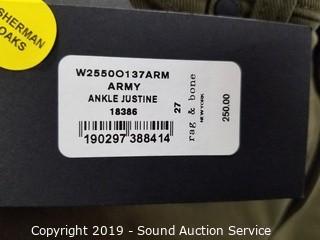 SHERMAN
OAKS
W2550O137ARM
ARMY
ANKLE JUSTINE
18386
190297 388414
27
rag & bone
NEW YORK
250.00
Copyright 2019 - Sound Auction Service